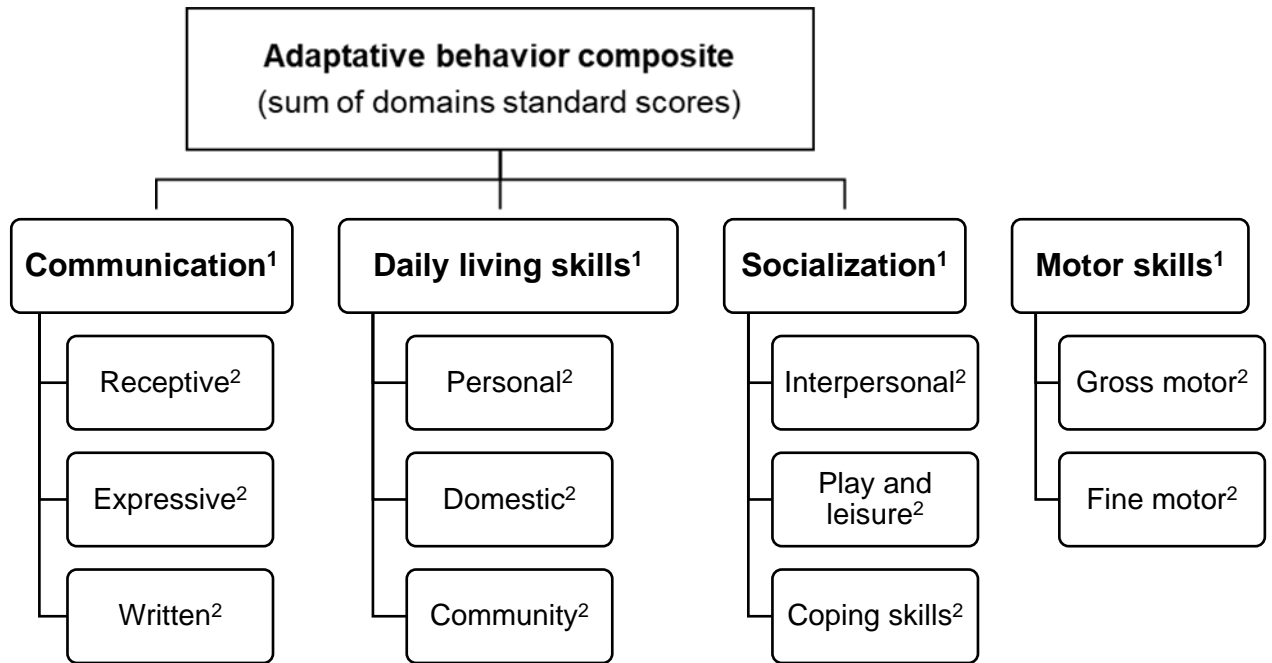 Adaptative behavior composite
(sum of domains standard scores)
Communication¹
Daily living skills¹
Socialization¹
Motor skills¹
Receptive²
Personal²
Interpersonal²
Gross motor²
Expressive²
Domestic²
Play and
leisure²
Fine motor²
Written²
Community²
Coping skills²